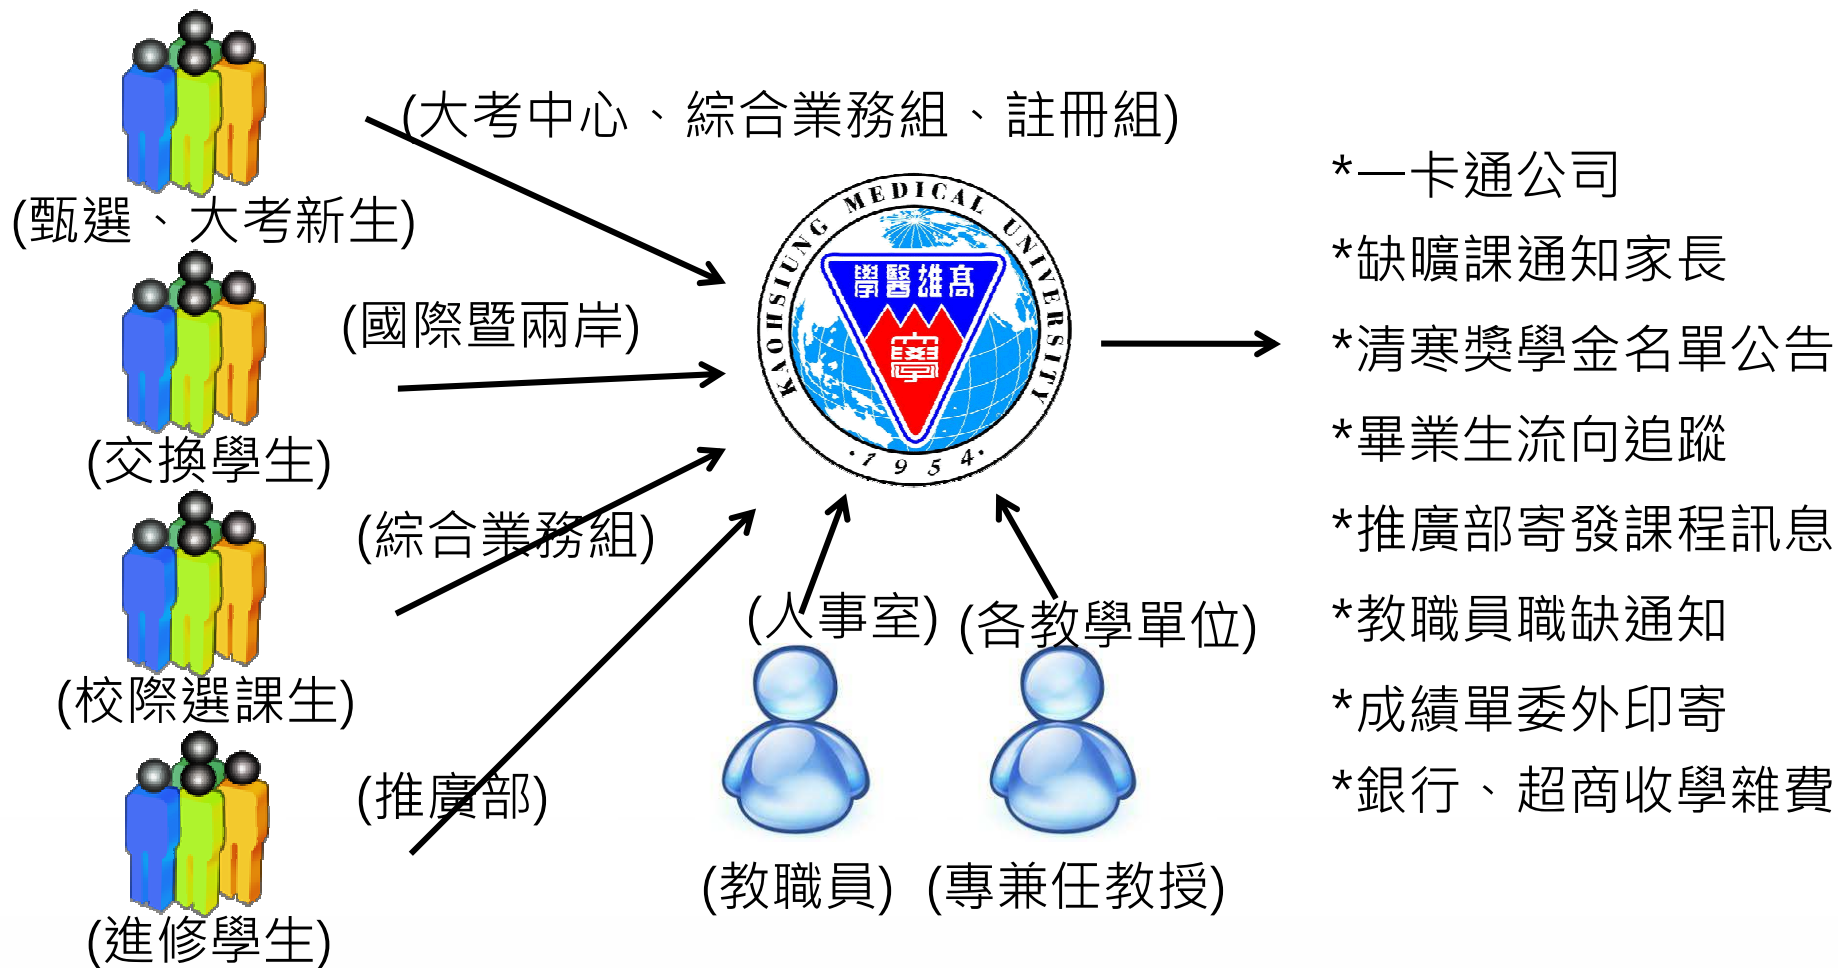 (大考中心、綜合業務組、註冊組)
(甄選、大考新生)
(國際暨兩岸)
(交換學生)
(綜合業務組)
(校際選課生)
(推廣部)
(進修學生)
KAOHSIUNG MEDICAL UNIVERSITY
學醫雄高
學
·1954·
(人事室)
(各教學單位)
(教職員)
(專兼任教授)
*一卡通公司
*缺曠課通知家長
*清寒獎學金名單公告
*畢業生流向追蹤
*推廣部寄發課程訊息
*教職員職缺通知
*成績單委外印寄
*銀行、超商收學雜費